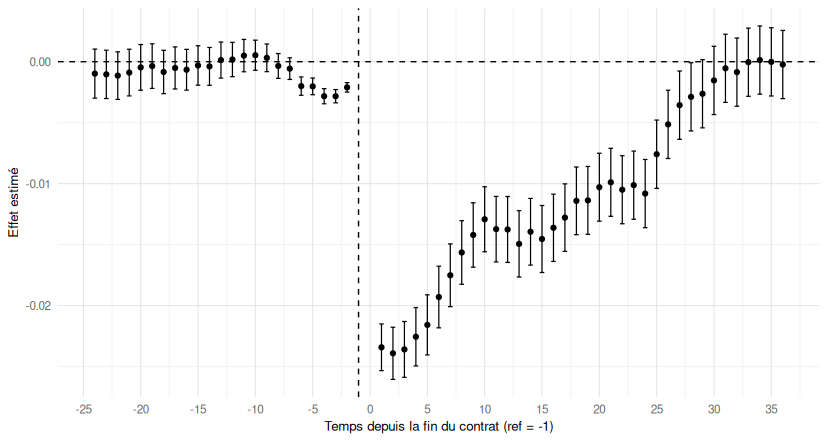 0.00
-0.01
-0.02
Effet estimé
-25 -20 -15 -10 -5 0 5 10 15 20 25 30 35
Temps depuis la fin du contrat (ref = -1)